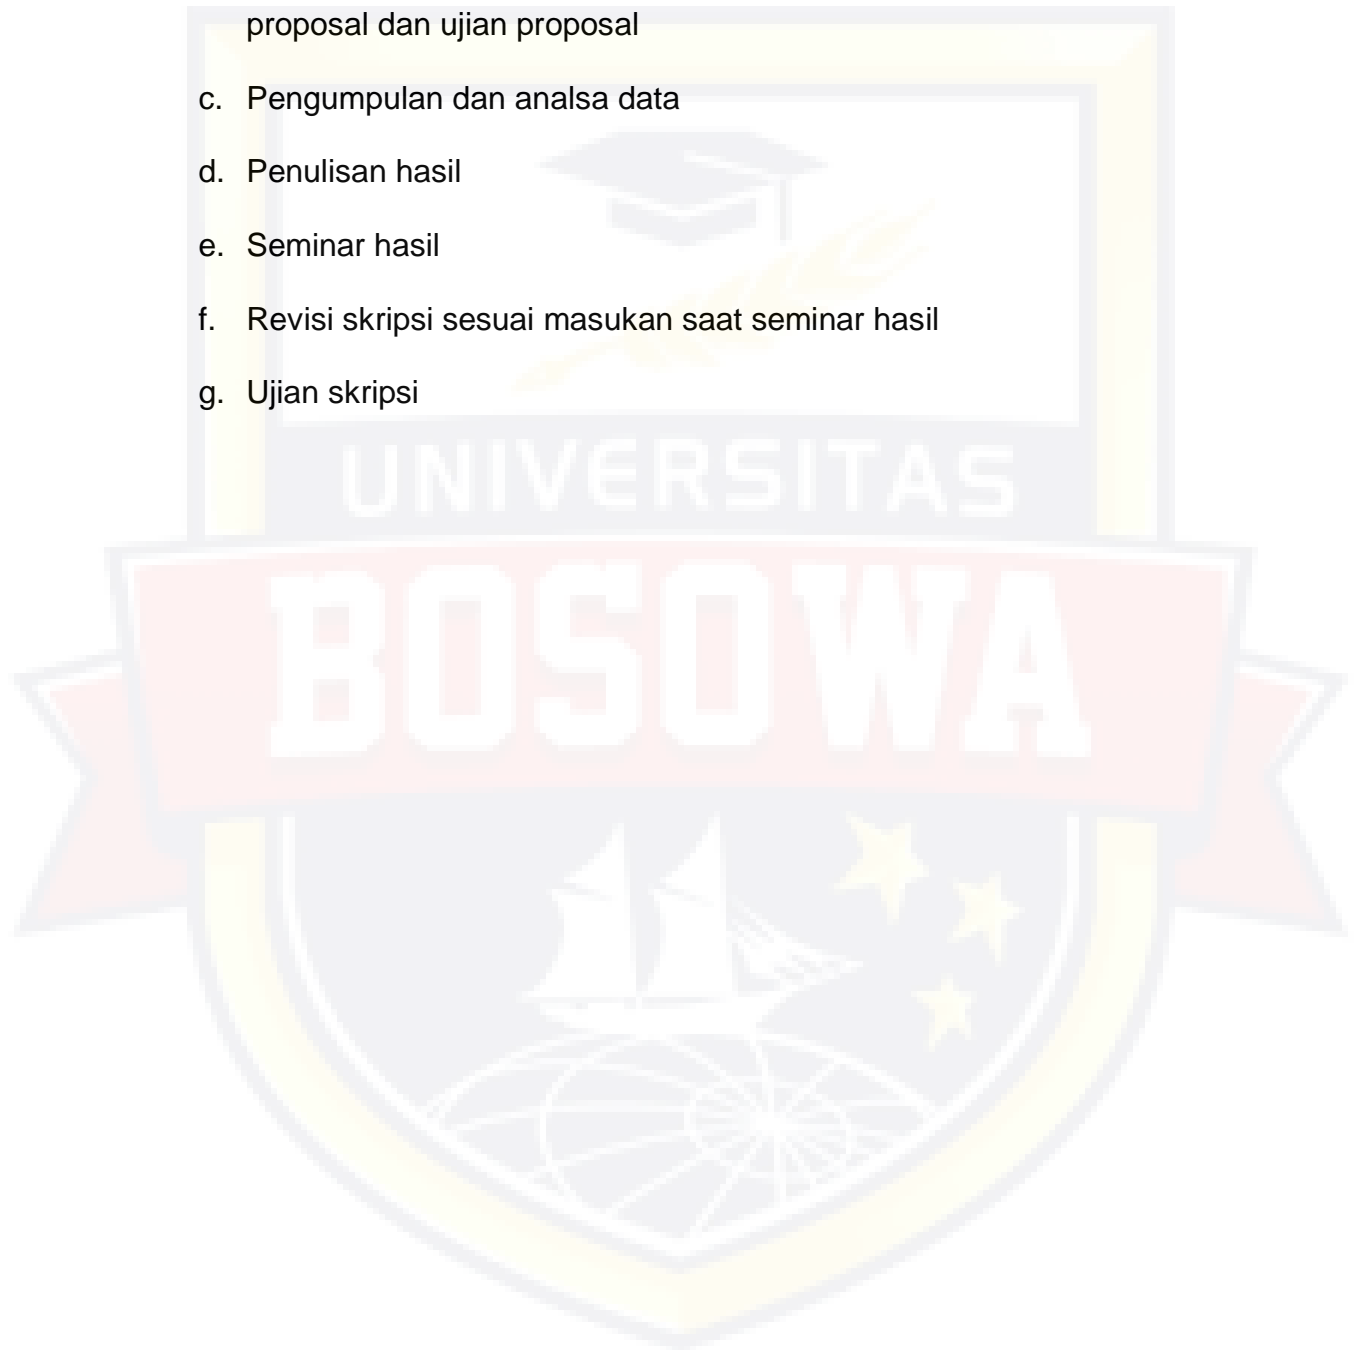 proposal dan ujian proposal
c. Pengumpulan dan analsa data
d. Penulisan hasil
e. Seminar hasil
f. Revisi skripsi sesuai masukan saat seminar hasil
g. Ujian skripsi
UNIVERSITAS
BOSOWA